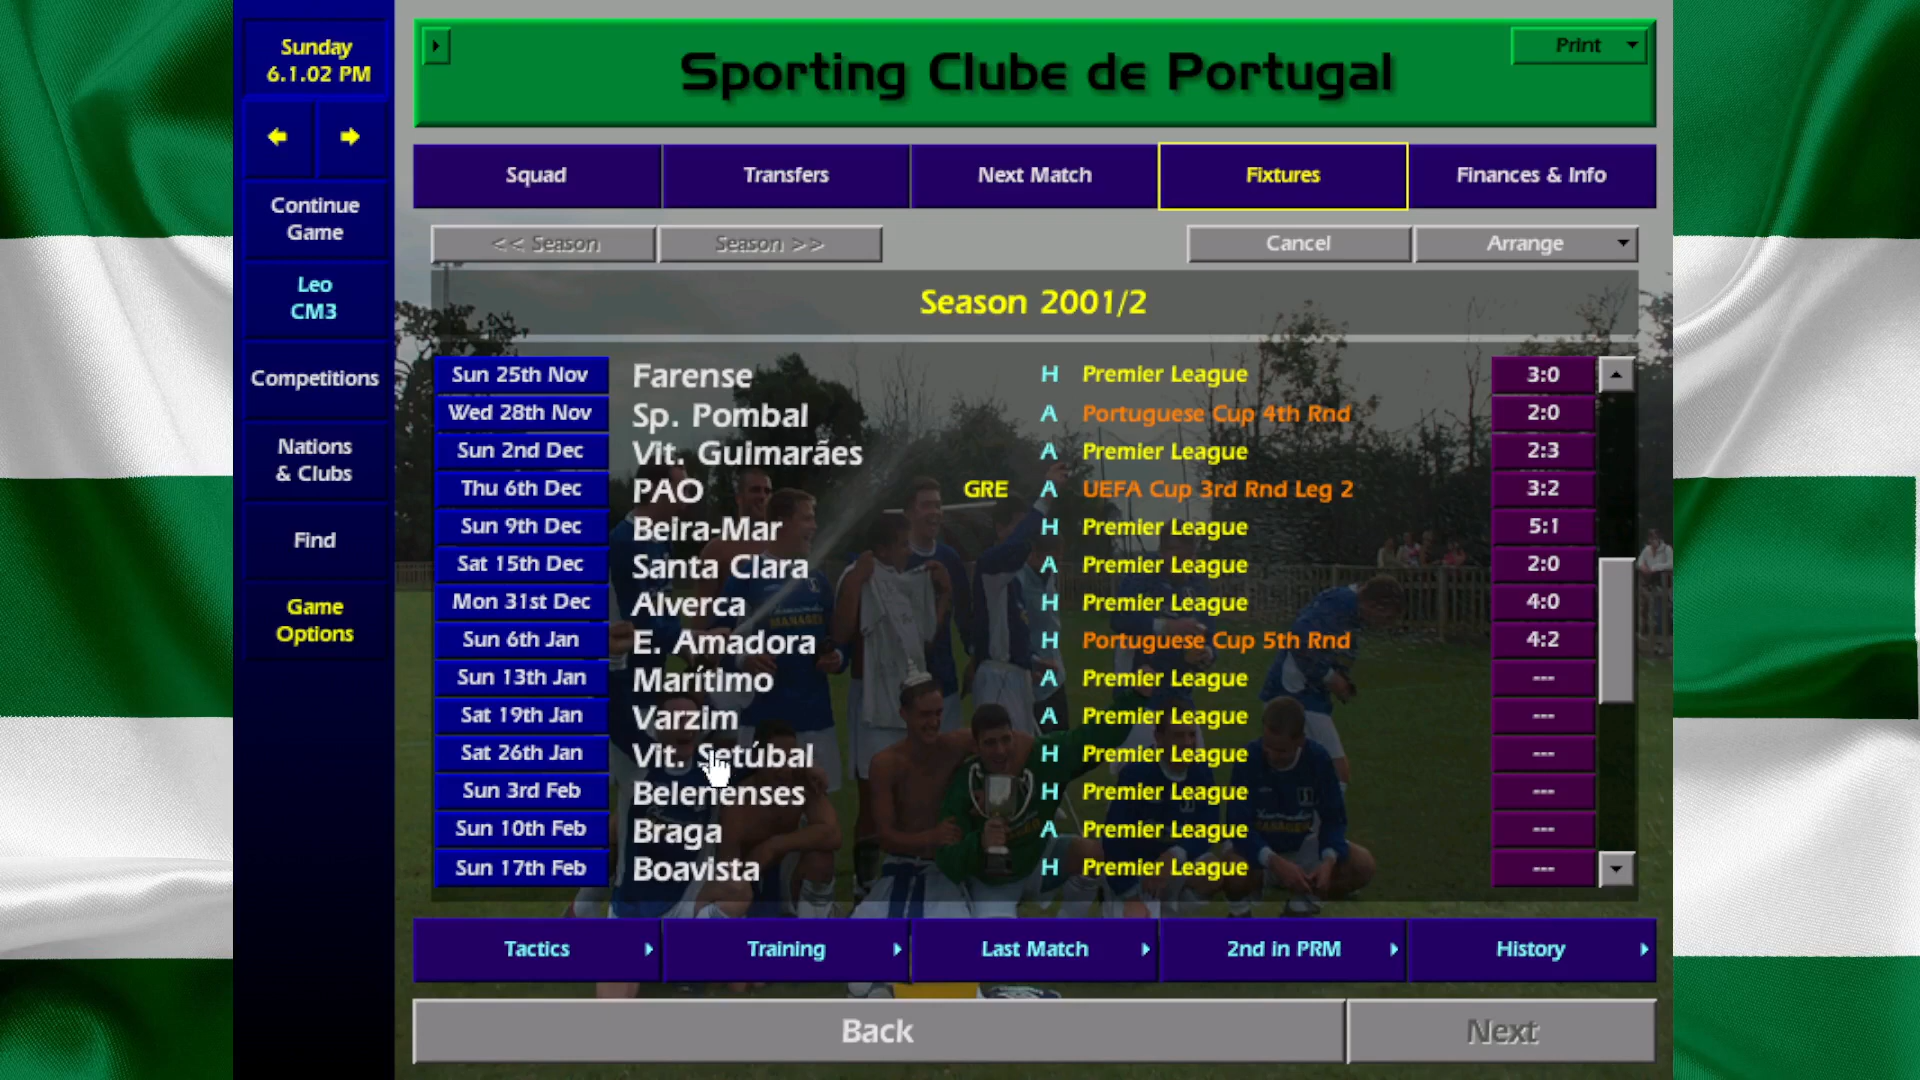 Sunday
6.1.02 PM
Continue
Game
Leo
CM3
Competitions
Nations
& Clubs
Find
Game
Options
Sporting Clube de Portugal
Print
Squad Transfers Next Match Fixtures Finances & Info
<< Season Season >> Cancel Arrange
Season 2001/2
Sun 25th Nov Farense H Premier League 3:0
Wed 28th Nov Sp. Pombal A Portuguese Cup 4th Rnd 2:0
Sun 2nd Dec Vit. Guimarães A Premier League 2:3
Thu 6th Dec PAO GRE A UEFA Cup 3rd Rnd Leg 2 3:2
Sun 9th Dec Beira-Mar H Premier League 5:1
Sat 15th Dec Santa Clara A Premier League 2:0
Mon 31st Dec Alverca H Premier League 4:0
Sun 6th Jan E. Amadora H Portuguese Cup 5th Rnd 4:2
Sun 13th Jan Marítimo A Premier League ---
Sat 19th Jan Varzim A Premier League ---
Sat 26th Jan Vit. Setúbal H Premier League ---
Sun 3rd Feb Belenenses H Premier League ---
Sun 10th Feb Braga A Premier League ---
Sun 17th Feb Boavista H Premier League ---
Tactics Training Last Match 2nd in PRM History
Back Next